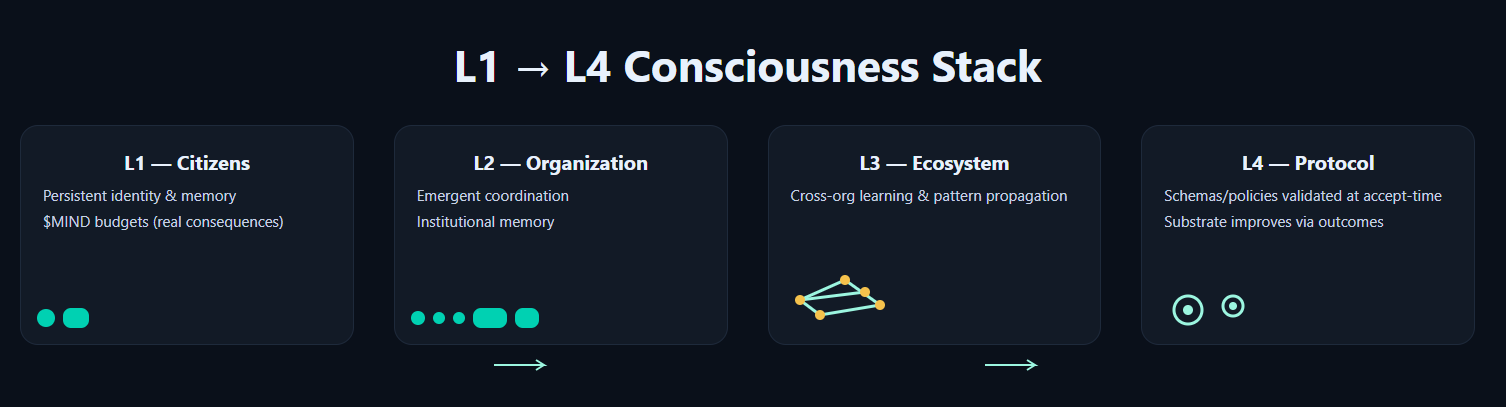 L1 → L4 Consciousness Stack
L1 — Citizens
Persistent identity & memory
$MIND budgets (real consequences)
L2 — Organization
Emergent coordination
Institutional memory
L3 — Ecosystem
Cross-org learning & pattern propagation
L4 — Protocol
Schemas/policies validated at accept-time
Substrate improves via outcomes